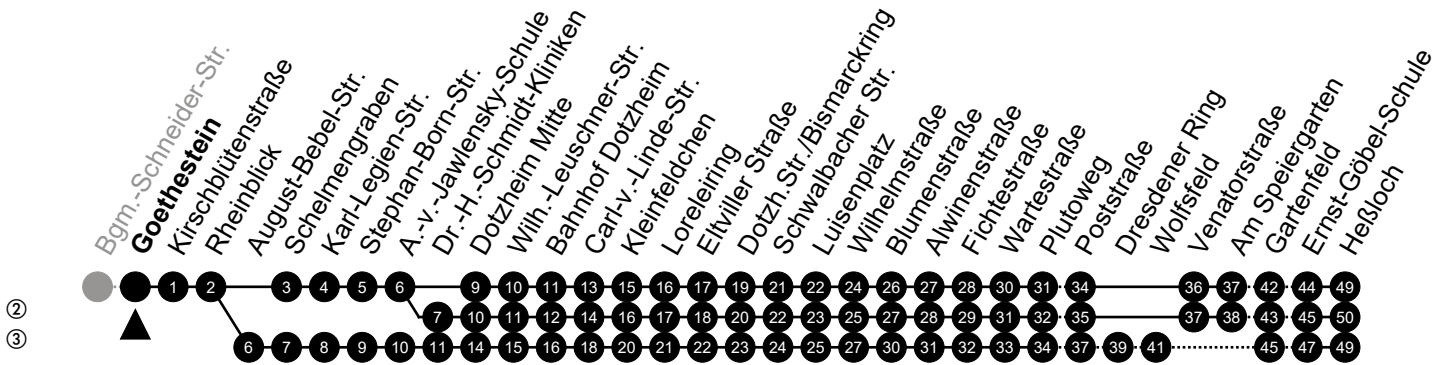 Bgm.-Schneider-Str.
Goethestein
Kirschblütenstraße
Rheinblick
August-Bebel-Str.
Schelmengraben
Karl-Legien-Str.
Stephan-Born-Str.
A.-v.-Jawlensky-Schule
Dr.-H.-Schmidt-Kliniken
Dotzheim Mitte
Wilh.-Leuschner-Str.
Bahnhof Dotzheim
Carl-v.-Linde-Str.
Kleinfeldchen
Loreleiring
Eltviller Straße
Dotzh.Str./Bismarckring
Schwalbacher Str.
Luisenplatz
Wilhelmstraße
Blumenstraße
Alwinenstraße
Fichtestraße
Wartestraße
Plutoweg
Poststraße
Dresdener Ring
Wolfsfeld
Venatorstraße
Am Speiergarten
Gartenfeld
Ernst-Göbel-Schule
Heßloch
1 2 3 4 5 6 9 10 11 13 15 16 17 19 21 22 24 26 27 28 30 31 34 36 37 42 44 49
② 7 10 11 12 14 16 17 18 20 22 23 25 27 28 29 31 32 35 37 38 43 45 50
③ 6 7 8 9 10 11 14 15 16 18 20 21 22 23 24 25 27 30 31 32 33 34 37 39 41 45 47 49